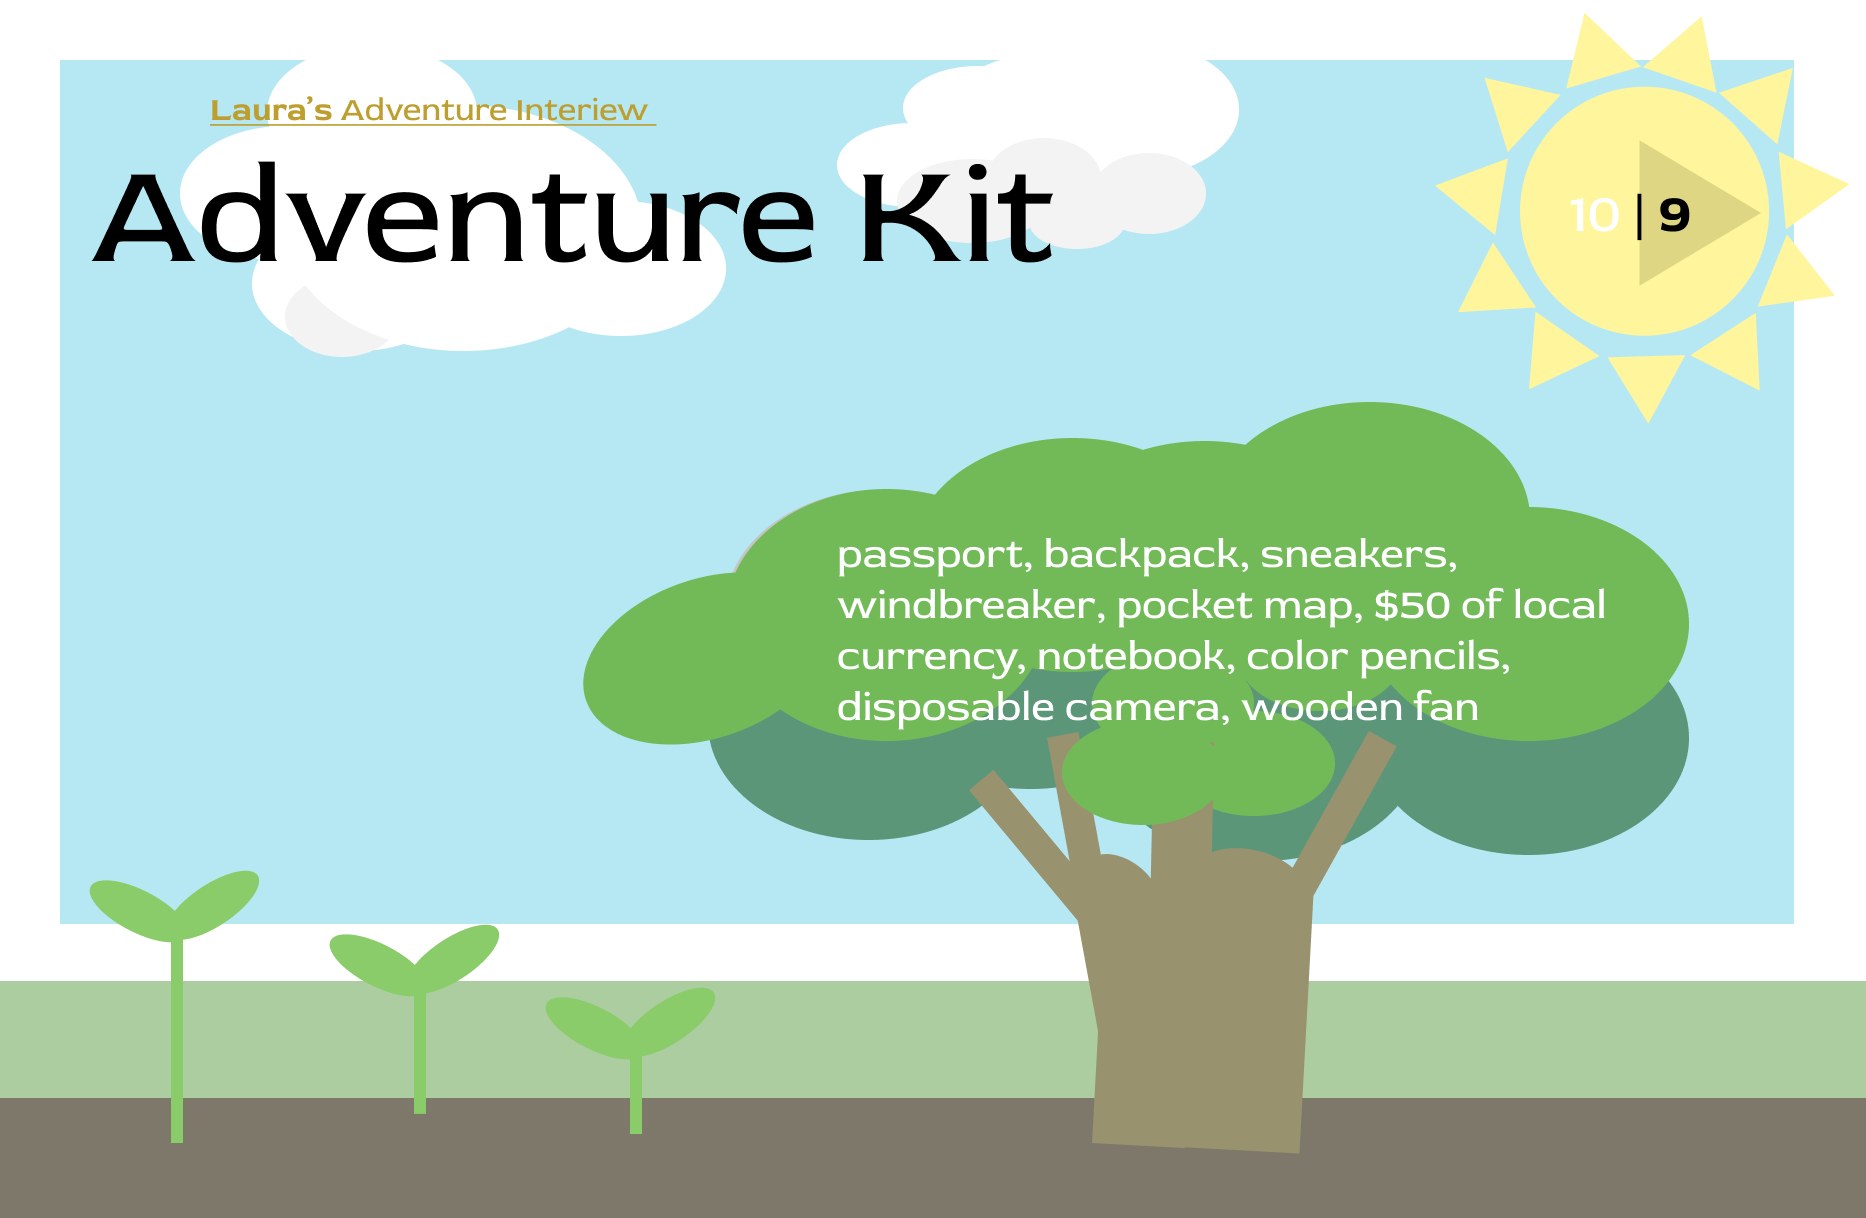 Laura’s Adventure Interiew
Adventure Kit
10 | 9
passport, backpack, sneakers,
windbreaker, pocket map, $50 of local
currency, notebook, color pencils,
disposable camera, wooden fan